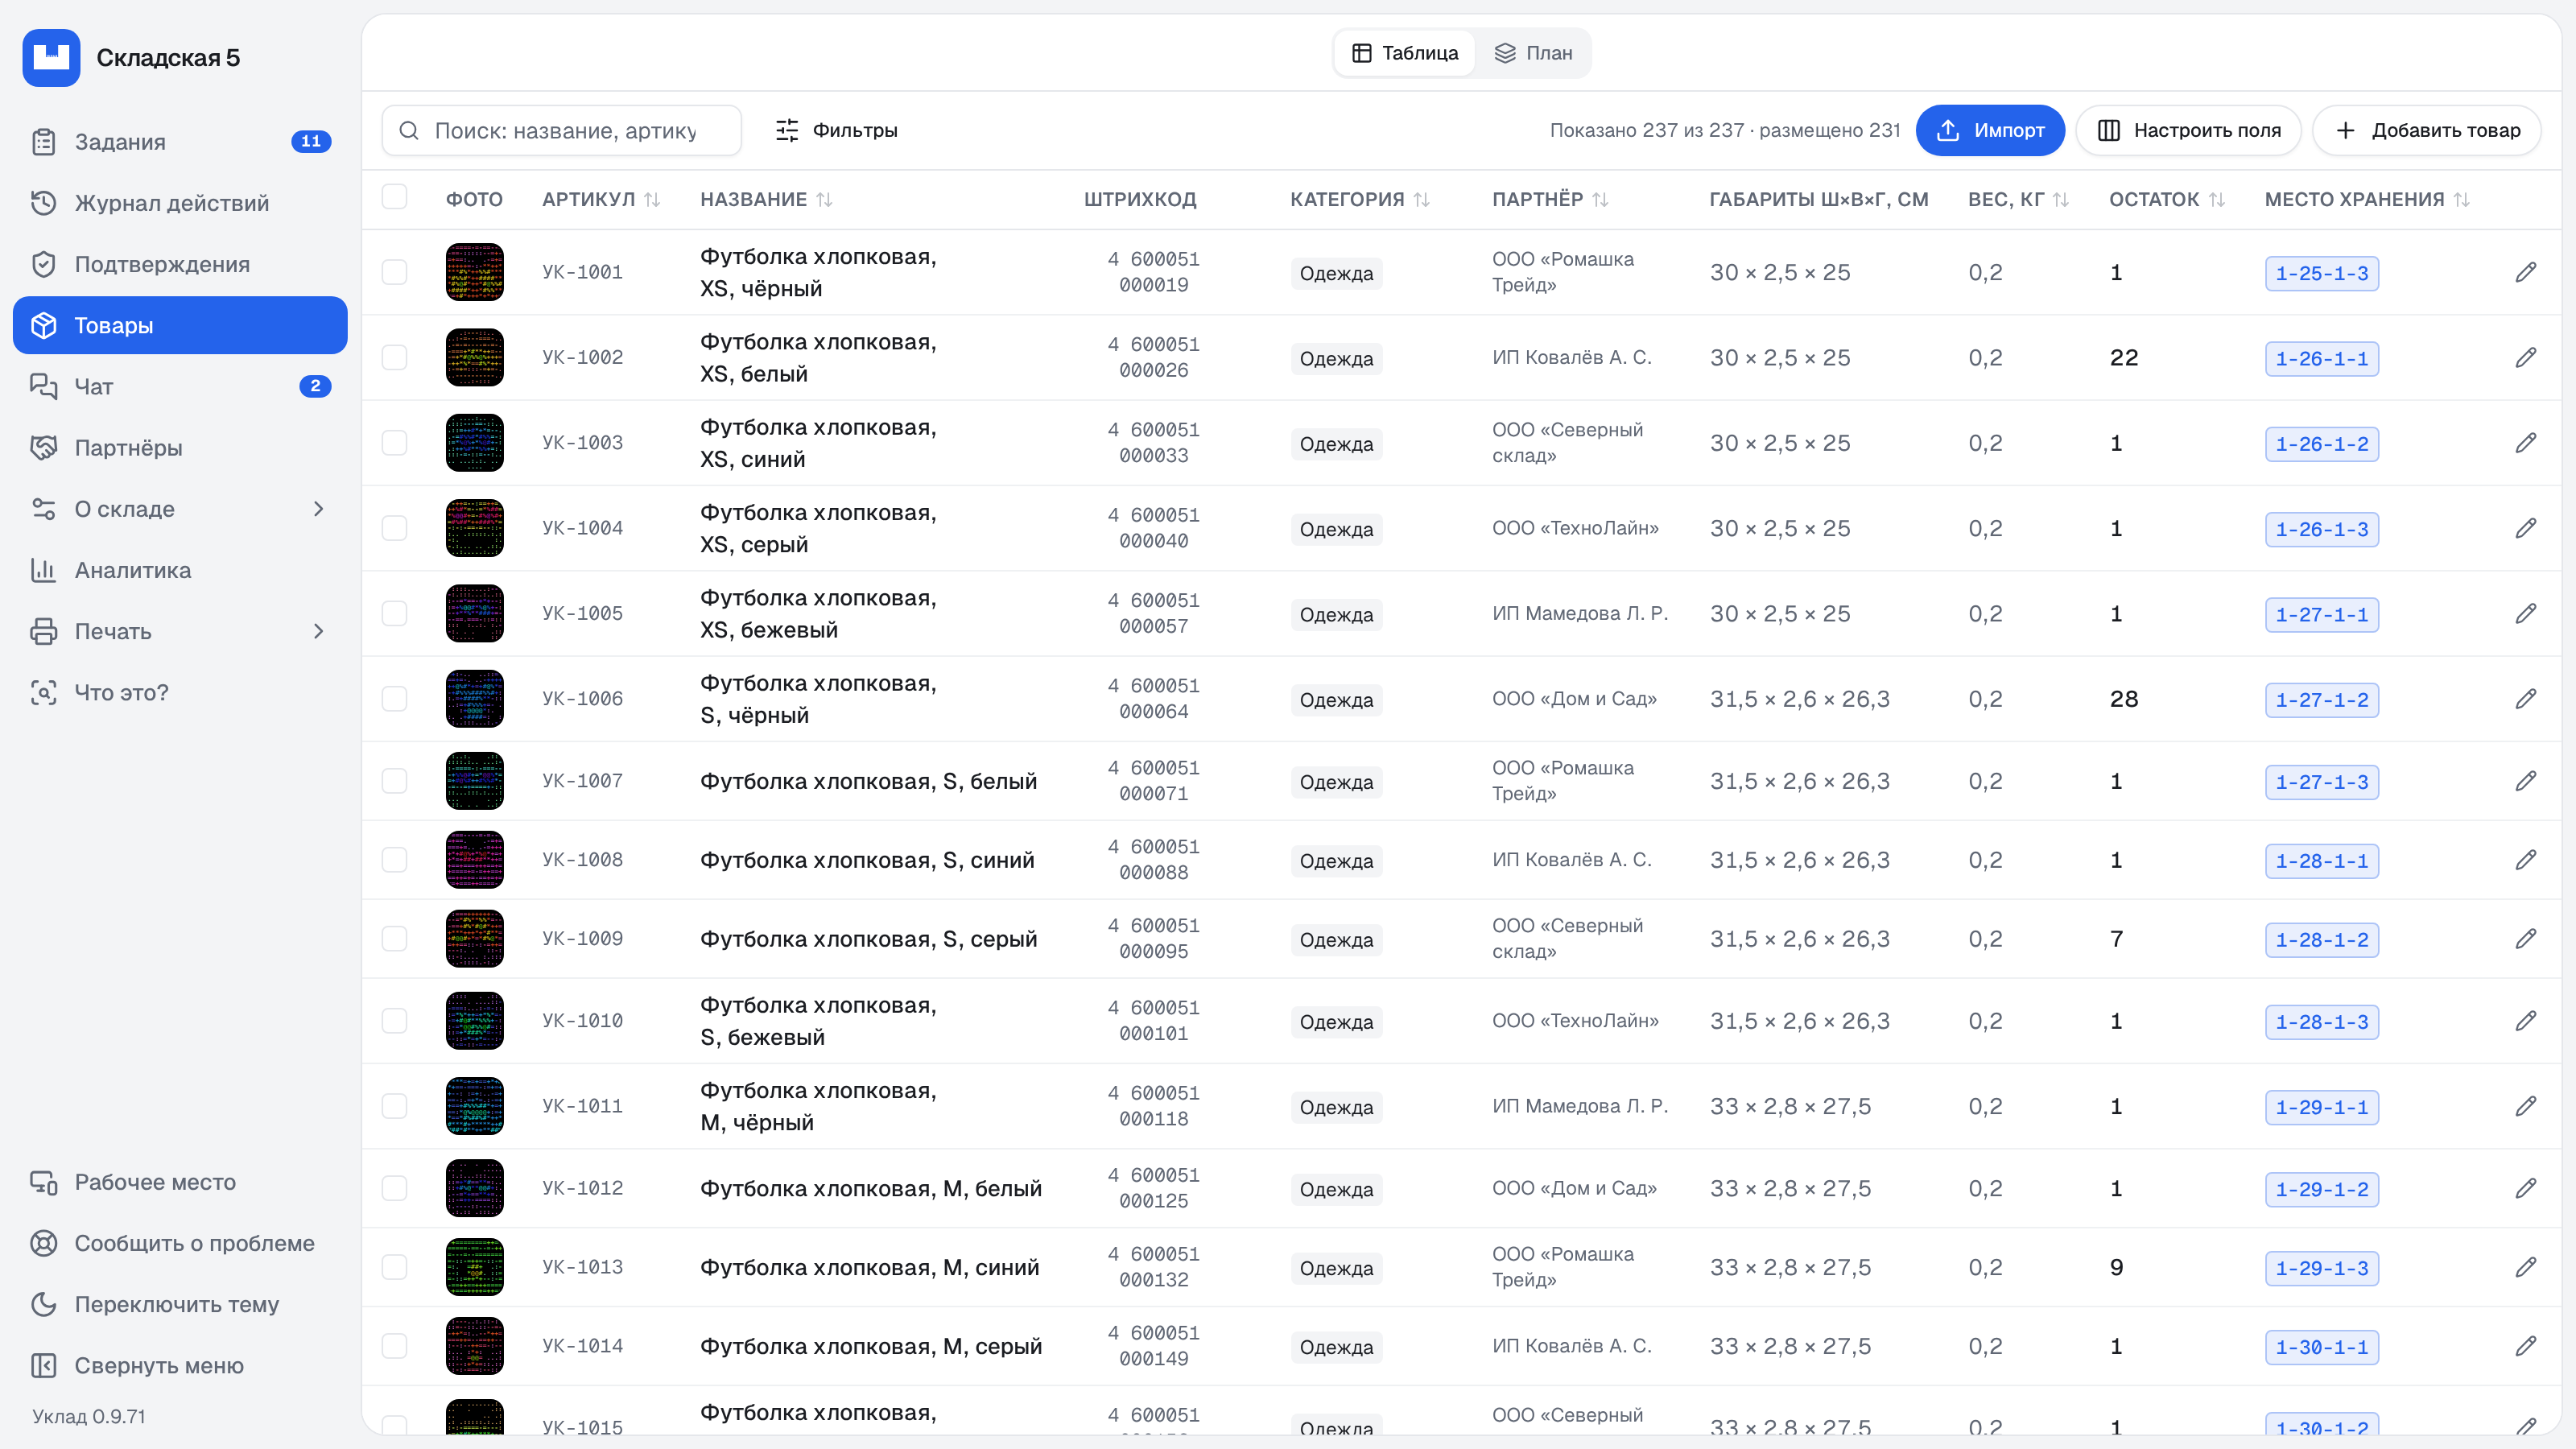 Складская 5
Задания 11
Журнал действий
Подтверждения
Товары
Чат 2
Партнёры
О складе
Аналитика
Печать
Что это?
Рабочее место
Сообщить о проблеме
Переключить тему
Свернуть меню
Уклад 0.9.71
Таблица План
Поиск: название, артику
Фильтры
Показано 237 из 237 · размещено 231
Импорт
Настроить поля
Добавить товар
ФОТО АРТИКУЛ НАЗВАНИЕ ШТРИХКОД КАТЕГОРИЯ ПАРТНЁР ГАБАРИТЫ Ш×В×Г, СМ ВЕС, КГ ОСТАТОК МЕСТО ХРАНЕНИЯ
УК-1001 Футболка хлопковая, XS, чёрный 4 600051 000019 Одежда ООО «Ромашка Трейд» 30 × 2,5 × 25 0,2 1 1-25-1-3
УК-1002 Футболка хлопковая, XS, белый 4 600051 000026 Одежда ИП Ковалёв А. С. 30 × 2,5 × 25 0,2 22 1-26-1-1
УК-1003 Футболка хлопковая, XS, синий 4 600051 000033 Одежда ООО «Северный склад» 30 × 2,5 × 25 0,2 1 1-26-1-2
УК-1004 Футболка хлопковая, XS, серый 4 600051 000040 Одежда ООО «ТехноЛайн» 30 × 2,5 × 25 0,2 1 1-26-1-3
УК-1005 Футболка хлопковая, XS, бежевый 4 600051 000057 Одежда ИП Мамедова Л. Р. 30 × 2,5 × 25 0,2 1 1-27-1-1
УК-1006 Футболка хлопковая, S, чёрный 4 600051 000064 Одежда ООО «Дом и Сад» 31,5 × 2,6 × 26,3 0,2 28 1-27-1-2
УК-1007 Футболка хлопковая, S, белый 4 600051 000071 Одежда ООО «Ромашка Трейд» 31,5 × 2,6 × 26,3 0,2 1 1-27-1-3
УК-1008 Футболка хлопковая, S, синий 4 600051 000088 Одежда ИП Ковалёв А. С. 31,5 × 2,6 × 26,3 0,2 1 1-28-1-1
УК-1009 Футболка хлопковая, S, серый 4 600051 000095 Одежда ООО «Северный склад» 31,5 × 2,6 × 26,3 0,2 7 1-28-1-2
УК-1010 Футболка хлопковая, S, бежевый 4 600051 000101 Одежда ООО «ТехноЛайн» 31,5 × 2,6 × 26,3 0,2 1 1-28-1-3
УК-1011 Футболка хлопковая, M, чёрный 4 600051 000118 Одежда ИП Мамедова Л. Р. 33 × 2,8 × 27,5 0,2 1 1-29-1-1
УК-1012 Футболка хлопковая, M, белый 4 600051 000125 Одежда ООО «Дом и Сад» 33 × 2,8 × 27,5 0,2 1 1-29-1-2
УК-1013 Футболка хлопковая, M, синий 4 600051 000132 Одежда ООО «Ромашка Трейд» 33 × 2,8 × 27,5 0,2 9 1-29-1-3
УК-1014 Футболка хлопковая, M, серый 4 600051 000149 Одежда ИП Ковалёв А. С. 33 × 2,8 × 27,5 0,2 1 1-30-1-1
УК-1015 Футболка хлопковая, 4 600051 Одежда ООО «Северный 33 × 2,8 × 27,5 0,2 1 1-30-1-2